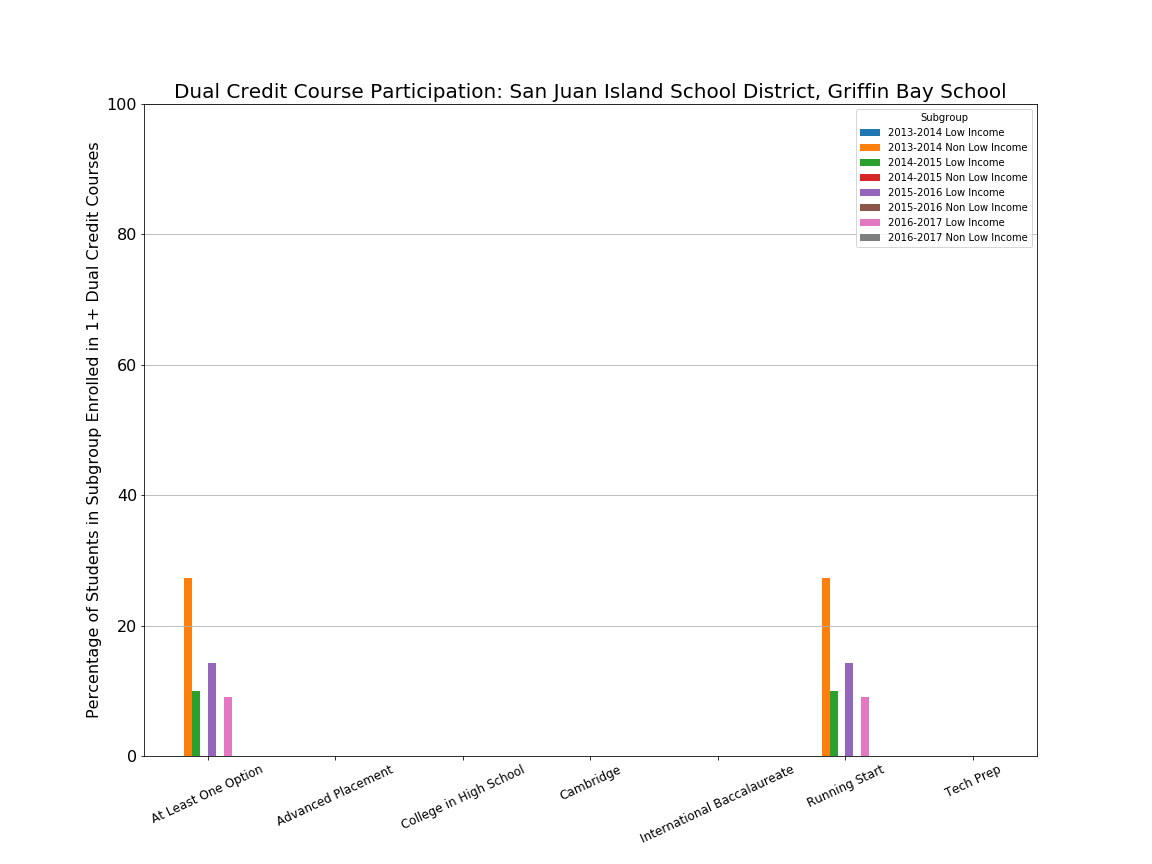 Dual Credit Course Participation: San Juan Island School District, Griffin Bay School
Percentage of Students in Subgroup Enrolled in 1+ Dual Credit Courses
100
80
60
40
20
0
Subgroup
2013-2014 Low Income
2013-2014 Non Low Income
2014-2015 Low Income
2014-2015 Non Low Income
2015-2016 Low Income
2015-2016 Non Low Income
2016-2017 Low Income
2016-2017 Non Low Income
At Least One Option
Advanced Placement
College in High School
Cambridge
International Baccalaureate
Running Start
Tech Prep